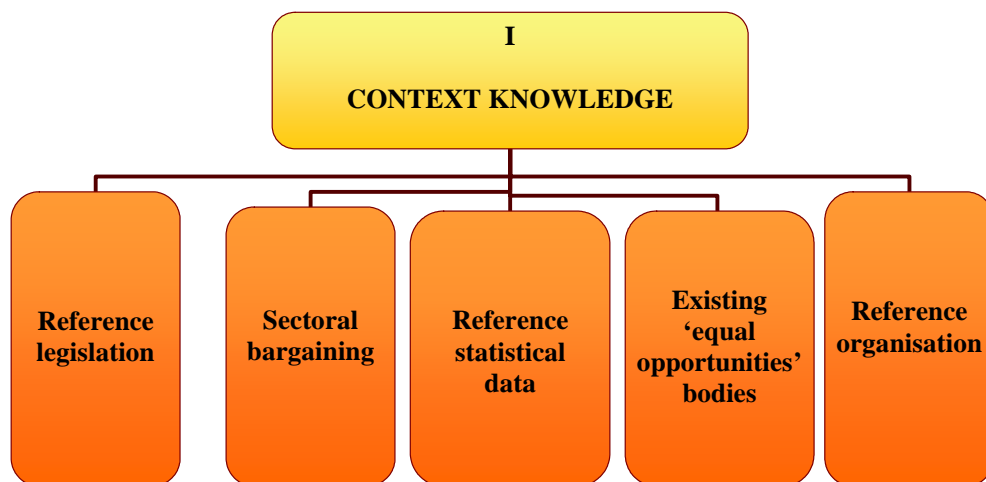 I
CONTEXT KNOWLEDGE
Reference
legislation
Sectoral
bargaining
Reference
statistical
data
Existing
‘equal
opportunities’
bodies
Reference
organisation